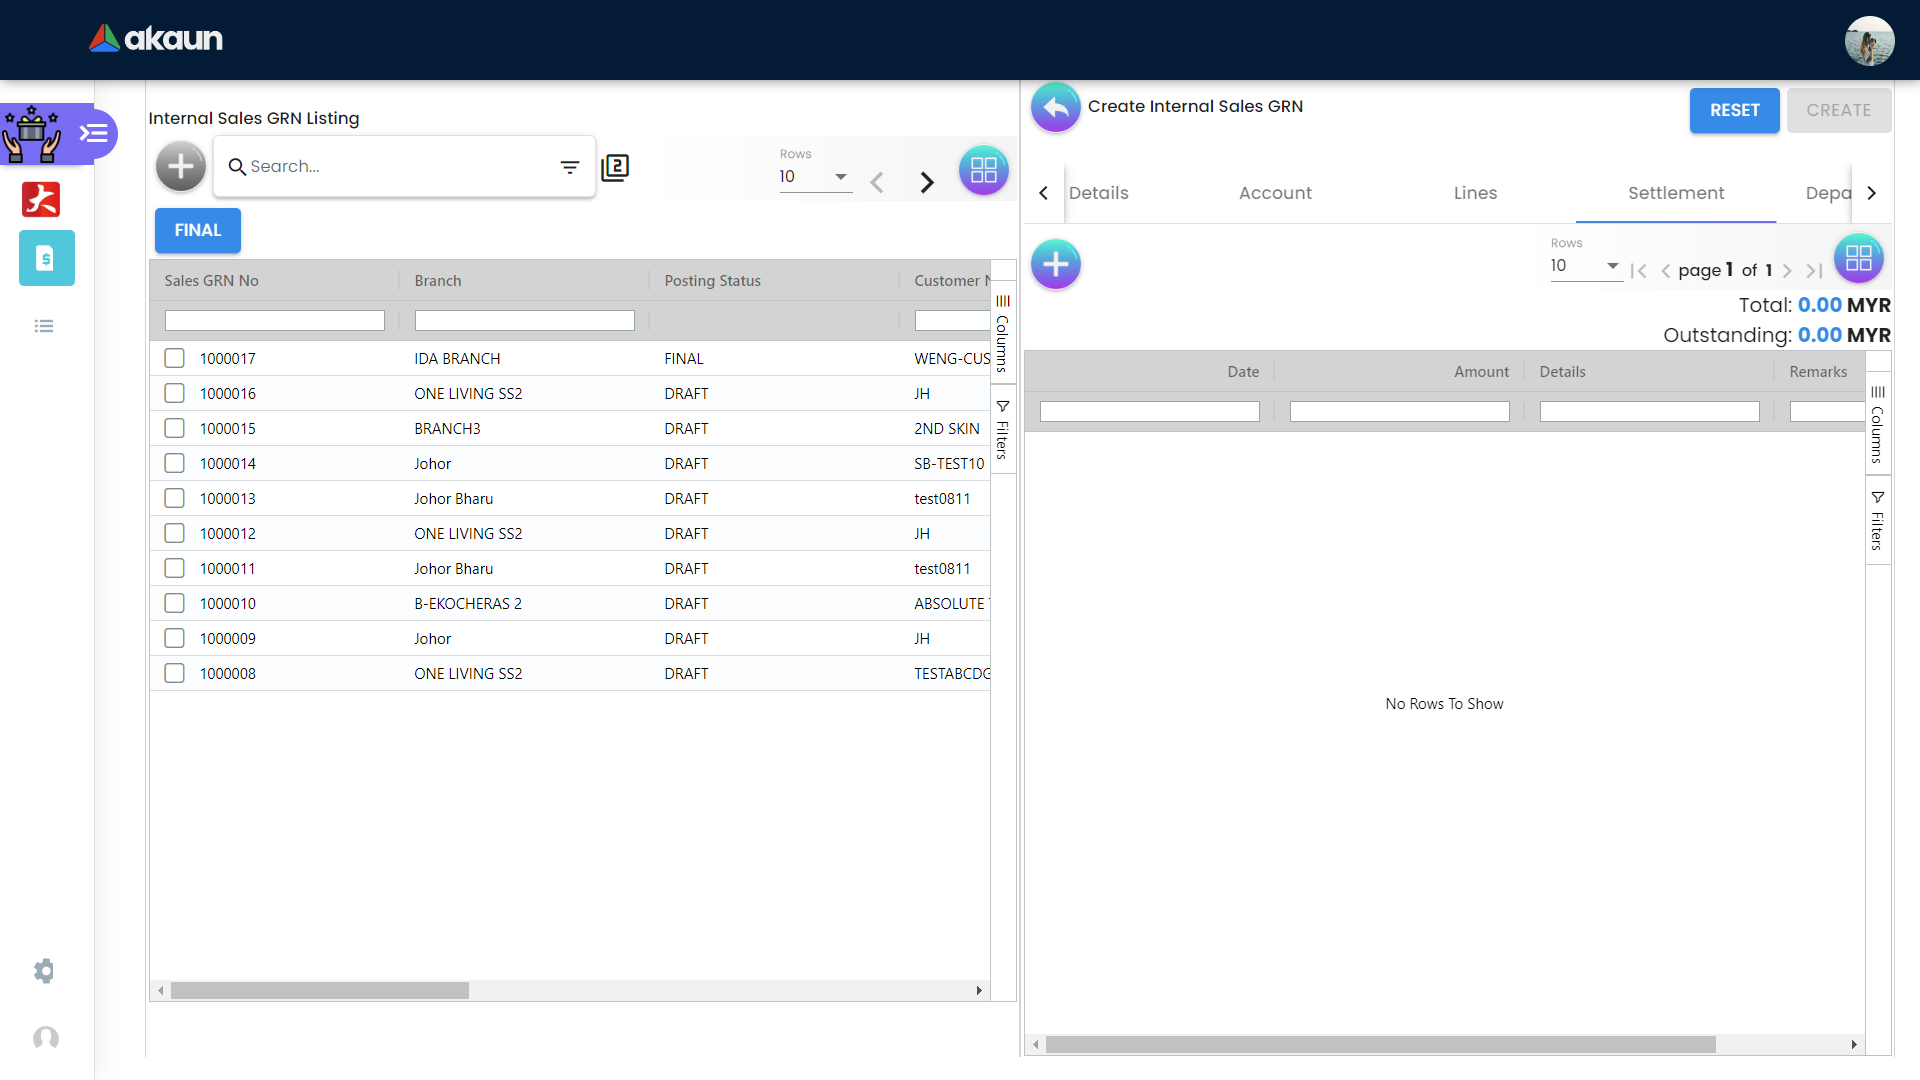 akaun
Internal Sales GRN Listing
Search...
2
Rows
10
FINAL
Sales GRN No Branch Posting Status Customer N
1000017 IDA BRANCH FINAL WENG-CUS
1000016 ONE LIVING SS2 DRAFT JH
1000015 BRANCH3 DRAFT 2ND SKIN
1000014 Johor DRAFT SB-TEST10
1000013 Johor Bharu DRAFT test0811
1000012 ONE LIVING SS2 DRAFT JH
1000011 Johor Bharu DRAFT test0811
1000010 B-EKOCHERAS 2 DRAFT ABSOLUTE
1000009 Johor DRAFT JH
1000008 ONE LIVING SS2 DRAFT TESTABCDG
Columns
Filters
Create Internal Sales GRN
RESET
CREATE
Details Account Lines Settlement Depa
Rows
10
page 1 of 1
Total: 0.00 MYR
Outstanding: 0.00 MYR
Date Amount Details Remarks
No Rows To Show
Columns
Filters